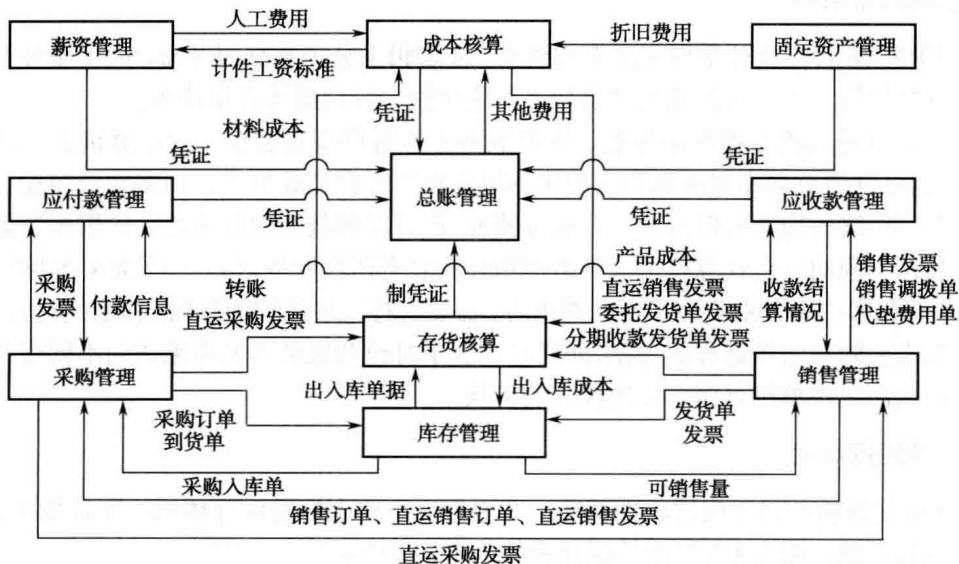 人工费用
薪资管理
成本核算
折旧费用
固定资产管理
计件工资标准
材料成本
凭证
其他费用
凭证
总账管理
凭证
应付款管理
应收款管理
凭证
凭证
采购
发票
付款信息
转账
直运采购发票
制凭证
产品成本
直运销售发票
委托发货单发票
分期收款发货单发票
收款结
算情况
销售发票
销售调拨单
代垫费用单
存货核算
采购管理
销售管理
出入库单据
出入库成本
采购订单
到货单
库存管理
发货单
发票
采购入库单
可销售量
销售订单、直运销售订单、直运销售发票
直运采购发票